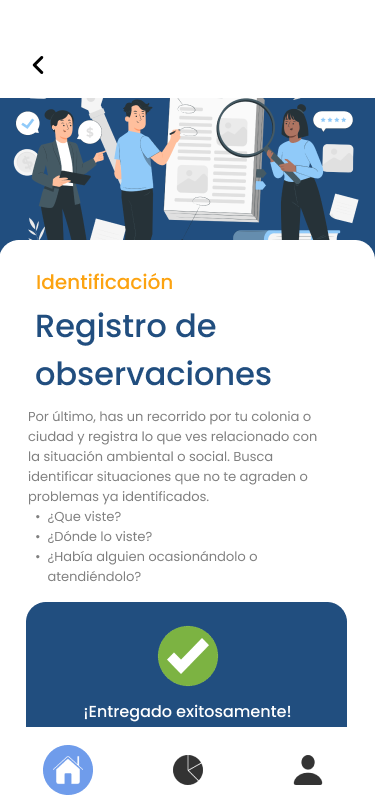 Identificación
Registro de
observaciones
Por último, has un recorrido por tu colonia o
ciudad y registra lo que ves relacionado con
la situación ambiental o social. Busca
identificar situaciones que no te agraden o
problemas ya identificados.
• ¿Que viste?
• ¿Dónde lo viste?
• ¿Había alguien ocasionándolo o
atendiéndolo?
¡Entregado exitosamente!